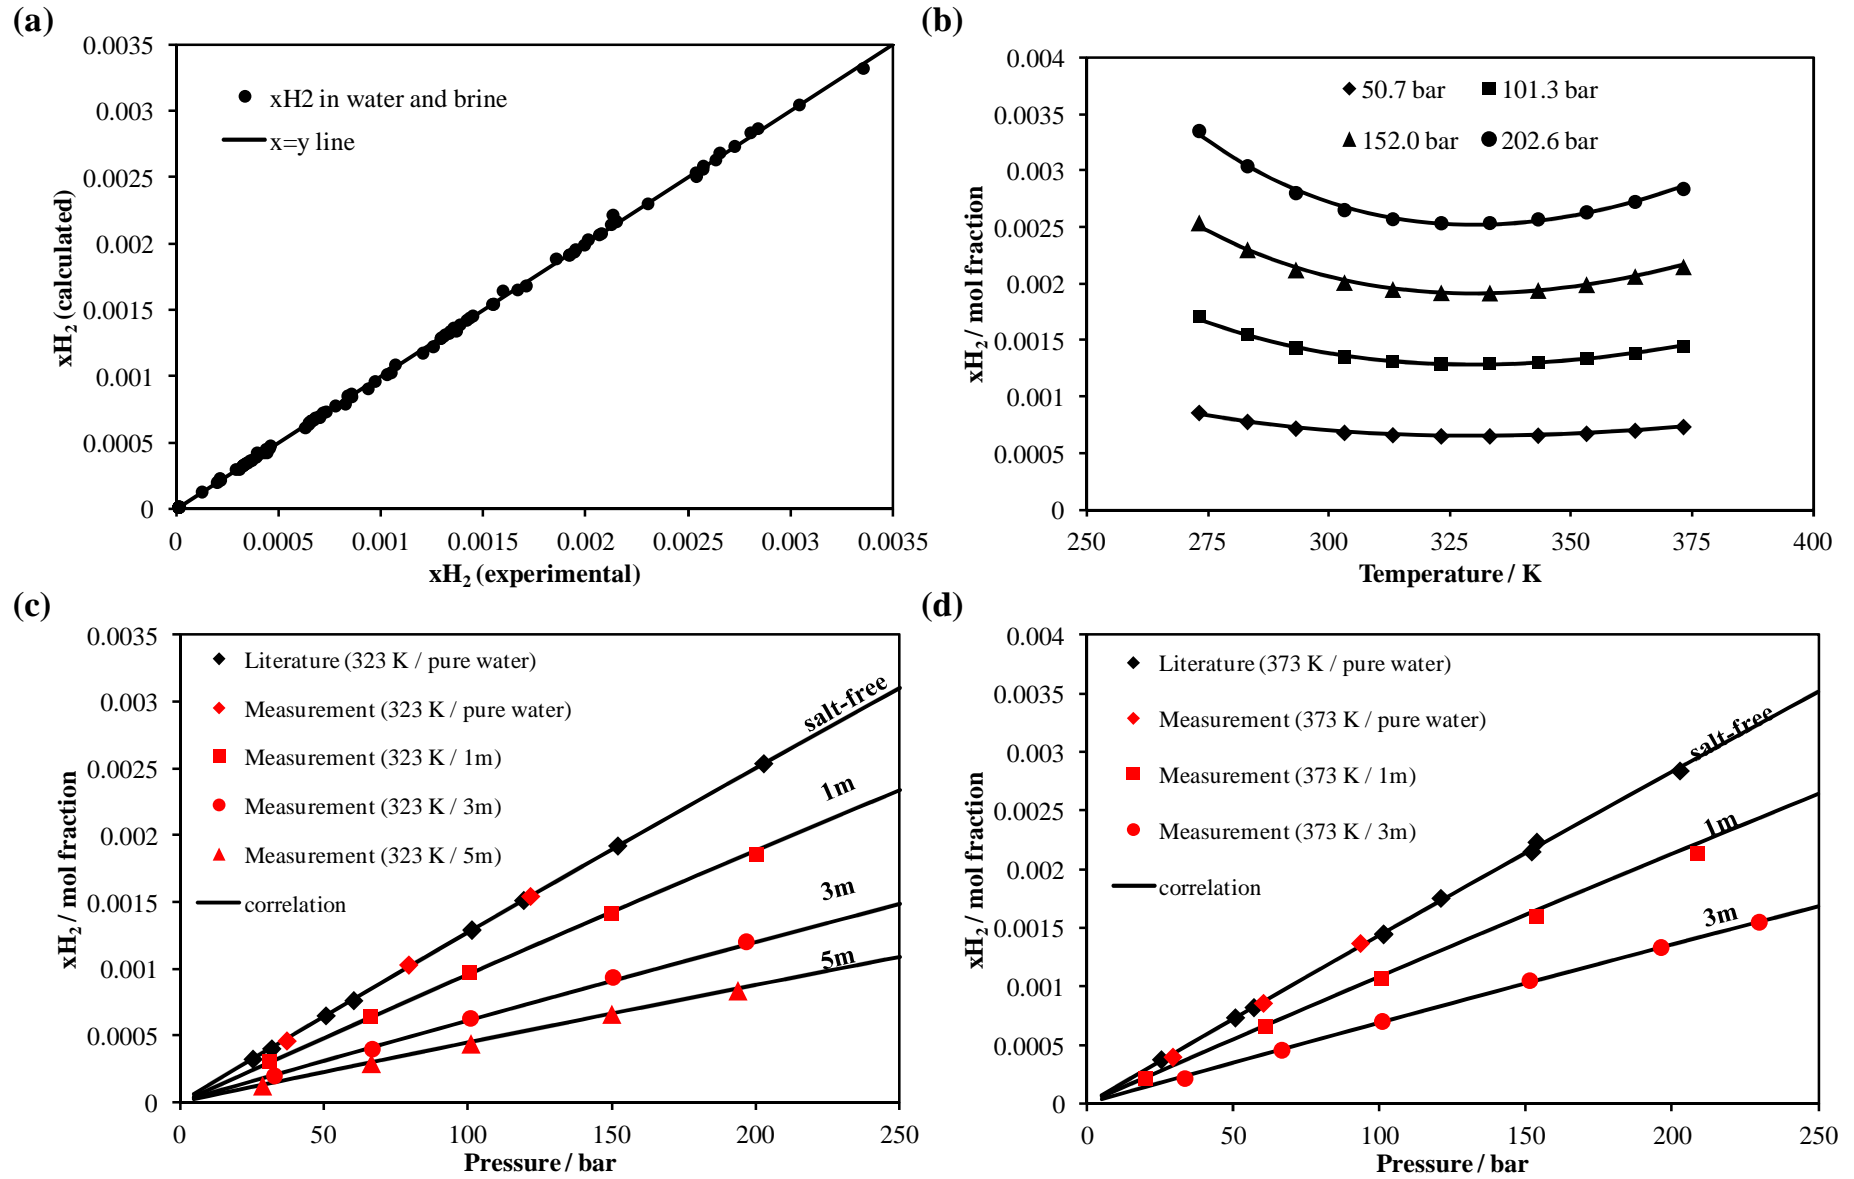 (a)
0.0035
0.003
0.0025
0.002
0.0015
0.001
0.0005
0
xH2 (calculated)
xH2 in water and brine
x=y line
0 0.0005 0.001 0.0015 0.002 0.0025 0.003 0.0035
xH2 (experimental)
(b)
0.004
0.0035
0.003
0.0025
0.002
0.0015
0.001
0.0005
0
xH2 / mol fraction
50.7 bar 101.3 bar
152.0 bar 202.6 bar
250 275 300 325 350 375 400
Temperature / K
(c)
0.0035
0.003
0.0025
0.002
0.0015
0.001
0.0005
0
xH2 / mol fraction
Literature (323 K / pure water)
Measurement (323 K / pure water)
Measurement (323 K / 1m)
Measurement (323 K / 3m)
Measurement (323 K / 5m)
correlation
salt-free
1m
3m
5m
0 50 100 150 200 250
Pressure / bar
(d)
0.004
0.0035
0.003
0.0025
0.002
0.0015
0.001
0.0005
0
xH2 / mol fraction
Literature (373 K / pure water)
Measurement (373 K / pure water)
Measurement (373 K / 1m)
Measurement (373 K / 3m)
correlation
salt-free
1m
3m
0 50 100 150 200 250
Pressure / bar